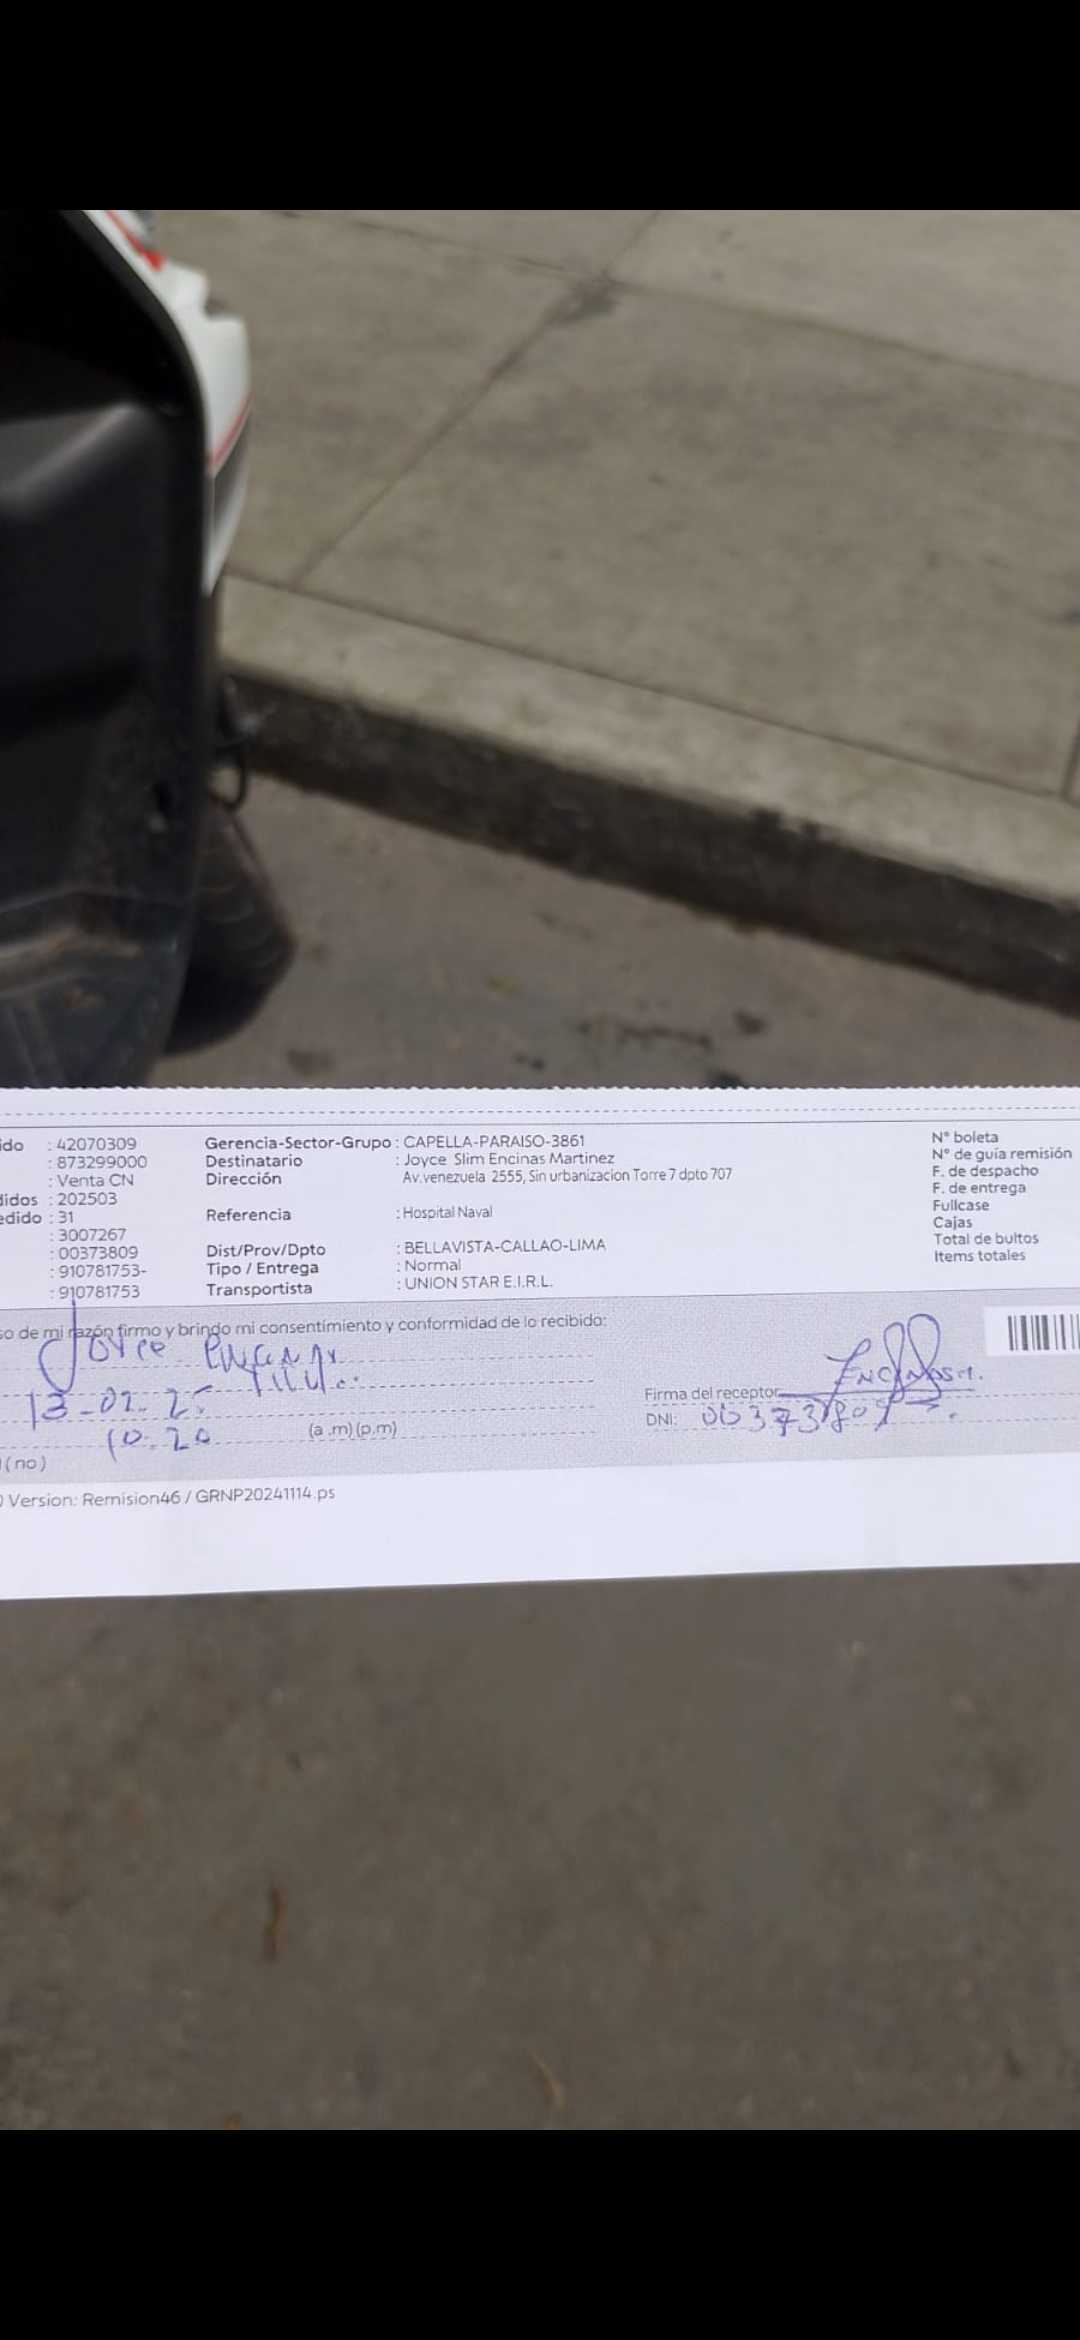 ido : 42070309
: 873299000
: Venta CN
didos : 202503
edido : 31
: 3007267
: 00373809
: 910781753-
: 910781753
Gerencia-Sector-Grupo : CAPELLA-PARAISO-3861
Destinatario : Joyce Slim Encinas Martinez
Dirección Av.venezuela 2555, Sin urbanizacion Torre 7 dpto 707
Referencia : Hospital Naval
Dist/Prov/Dpto : BELLAVISTA-CALLAO-LIMA
Tipo / Entrega : Normal
Transportista : UNION STAR E.I.R.L.
N° boleta
N° de guía remisión
F. de despacho
F. de entrega
Fullcase
Cajas
Total de bultos
Items totales
so de mi razón firmo y brindo mi consentimiento y conformidad de lo recibido:
Joyce
10:20 (a .m) (p.m)
(no)
Firma del receptor
DNI: 00373809
Version: Remision46 / GRNP20241114.ps